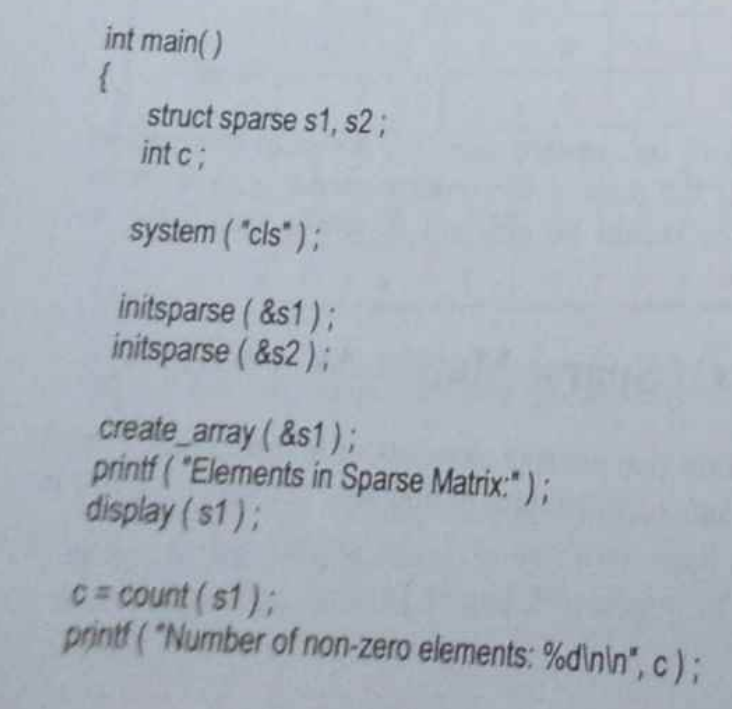 int main( )
{
struct sparse s1, s2 ;
int c ;
system ( "cls" ) ;
initsparse ( &s1 ) ;
initsparse ( &s2 ) ;
create_array ( &s1 ) ;
printf ( "Elements in Sparse Matrix:" ) ;
display ( s1 ) ;
c = count ( s1 ) ;
printf ( "Number of non-zero elements: %d\n\n", c ) ;